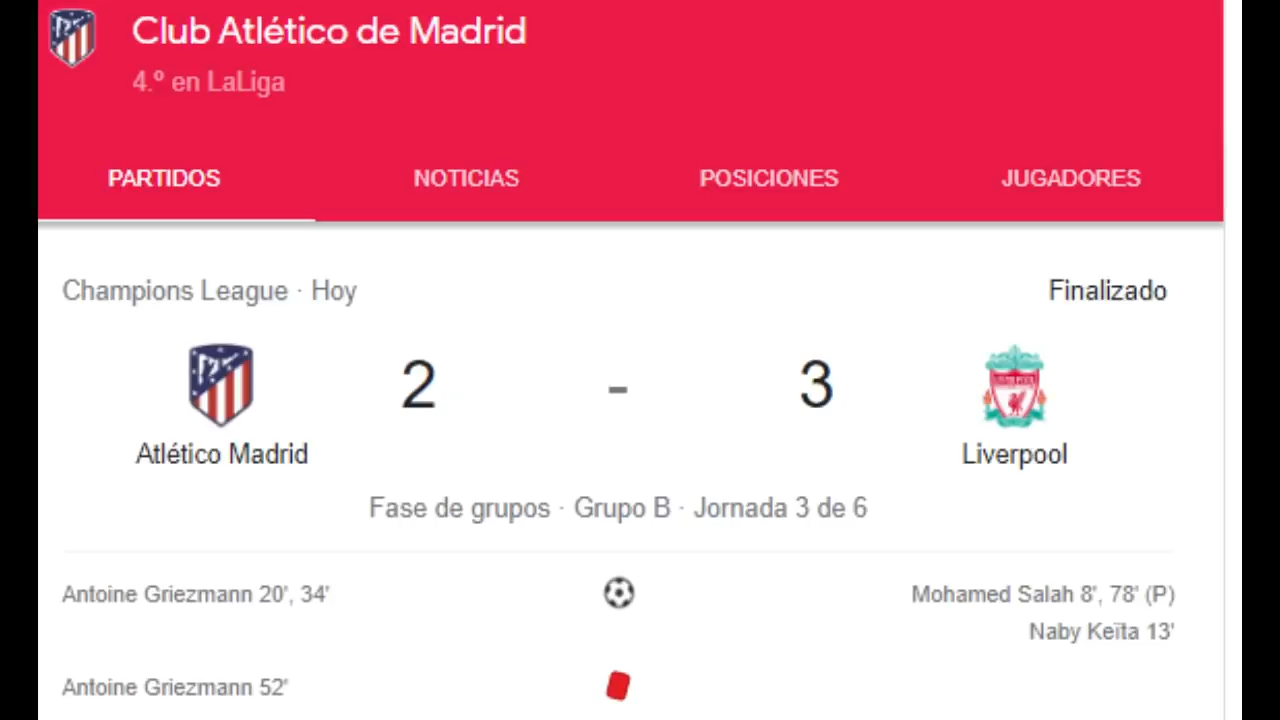 Club Atlético de Madrid
4.º en LaLiga
PARTIDOS NOTICIAS POSICIONES JUGADORES
Champions League · Hoy Finalizado
2 - 3
Atlético Madrid Liverpool
Fase de grupos · Grupo B · Jornada 3 de 6
Antoine Griezmann 20', 34' Mohamed Salah 8', 78' (P)
Naby Keïta 13'
Antoine Griezmann 52'